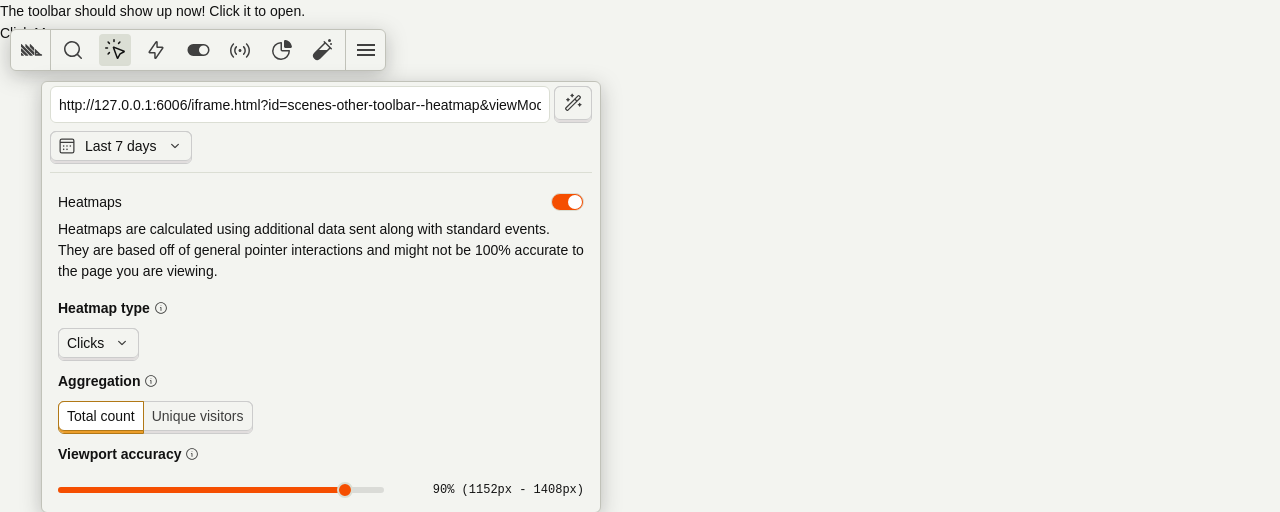 The toolbar should show up now! Click it to open.
http://127.0.0.1:6006/iframe.html?id=scenes-other-toolbar--heatmap&viewMod
Last 7 days
Heatmaps
Heatmaps are calculated using additional data sent along with standard events.
They are based off of general pointer interactions and might not be 100% accurate to
the page you are viewing.
Heatmap type
Clicks
Aggregation
Total count Unique visitors
Viewport accuracy
90% (1152px - 1408px)